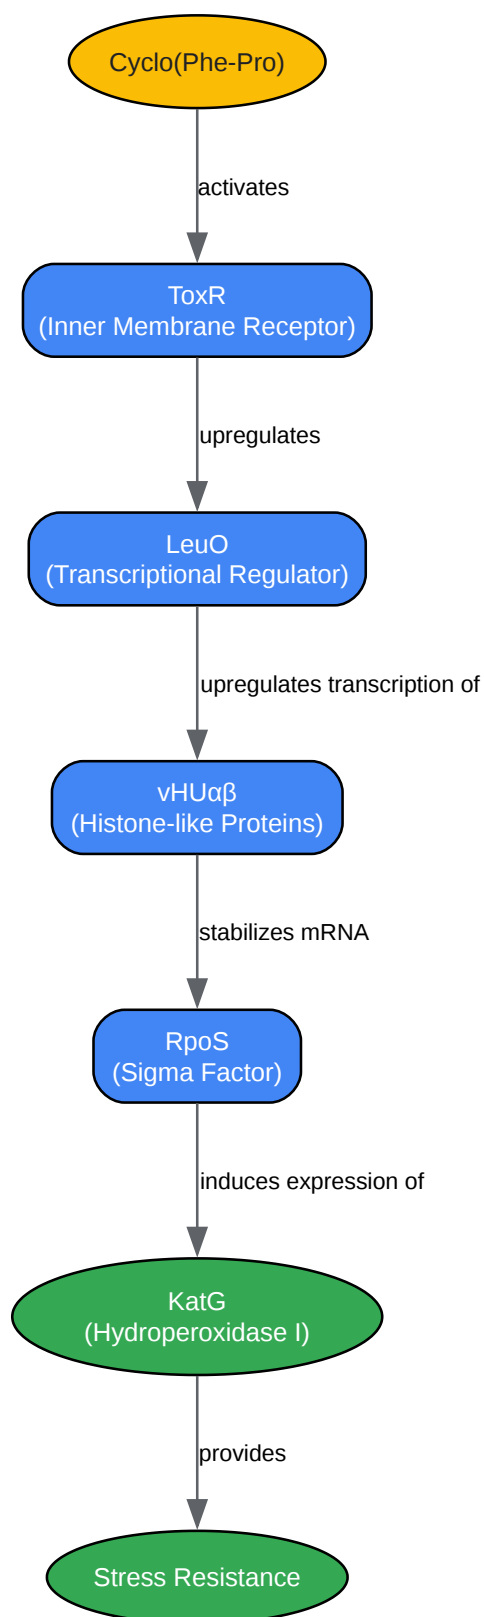 Cyclo(Phe-Pro)
activates
ToxR
(Inner Membrane Receptor)
upregulates
LeuO
(Transcriptional Regulator)
upregulates transcription of
vHUαβ
(Histone-like Proteins)
stabilizes mRNA
RpoS
(Sigma Factor)
induces expression of
KatG
(Hydroperoxidase I)
provides
Stress Resistance